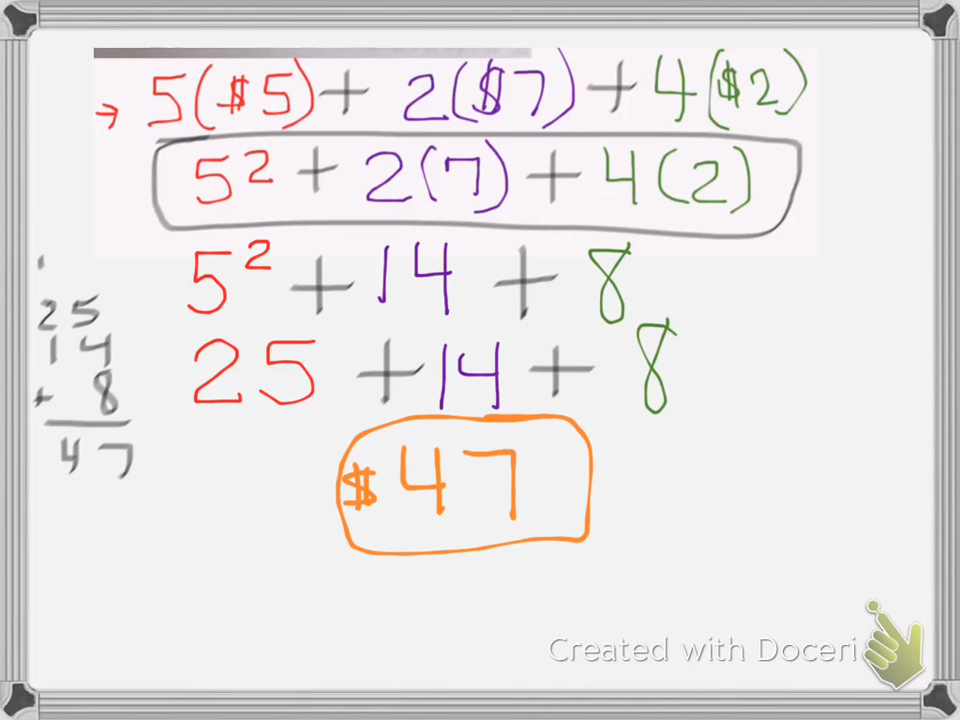 → 5($5) + 2($7) + 4($2)
5² + 2(7) + 4(2)
5² + 14 + 8
25 + 14 + 8
$47
1
25
14
+ 8
47
Created with Doceri